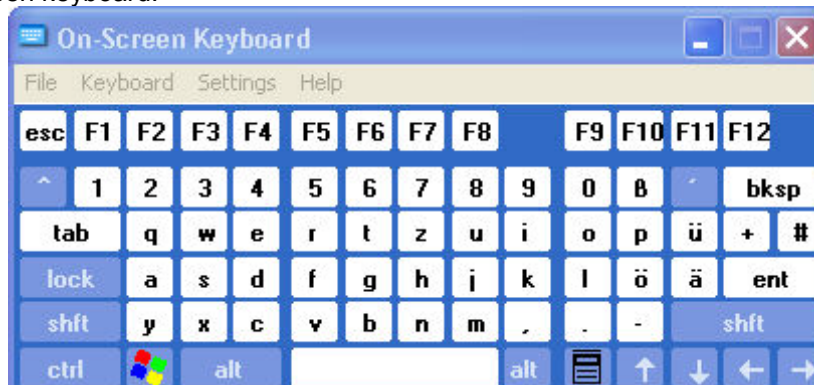 On-Screen Keyboard
File Keyboard Settings Help
esc F1 F2 F3 F4 F5 F6 F7 F8 F9 F10 F11 F12
^ 1 2 3 4 5 6 7 8 9 0 ß ´ bksp
tab q w e r t z u i o p ü + #
lock a s d f g h j k l ö ä ent
shft y x c v b n m , . - shft
ctrl alt alt ↑ ↓ ← →